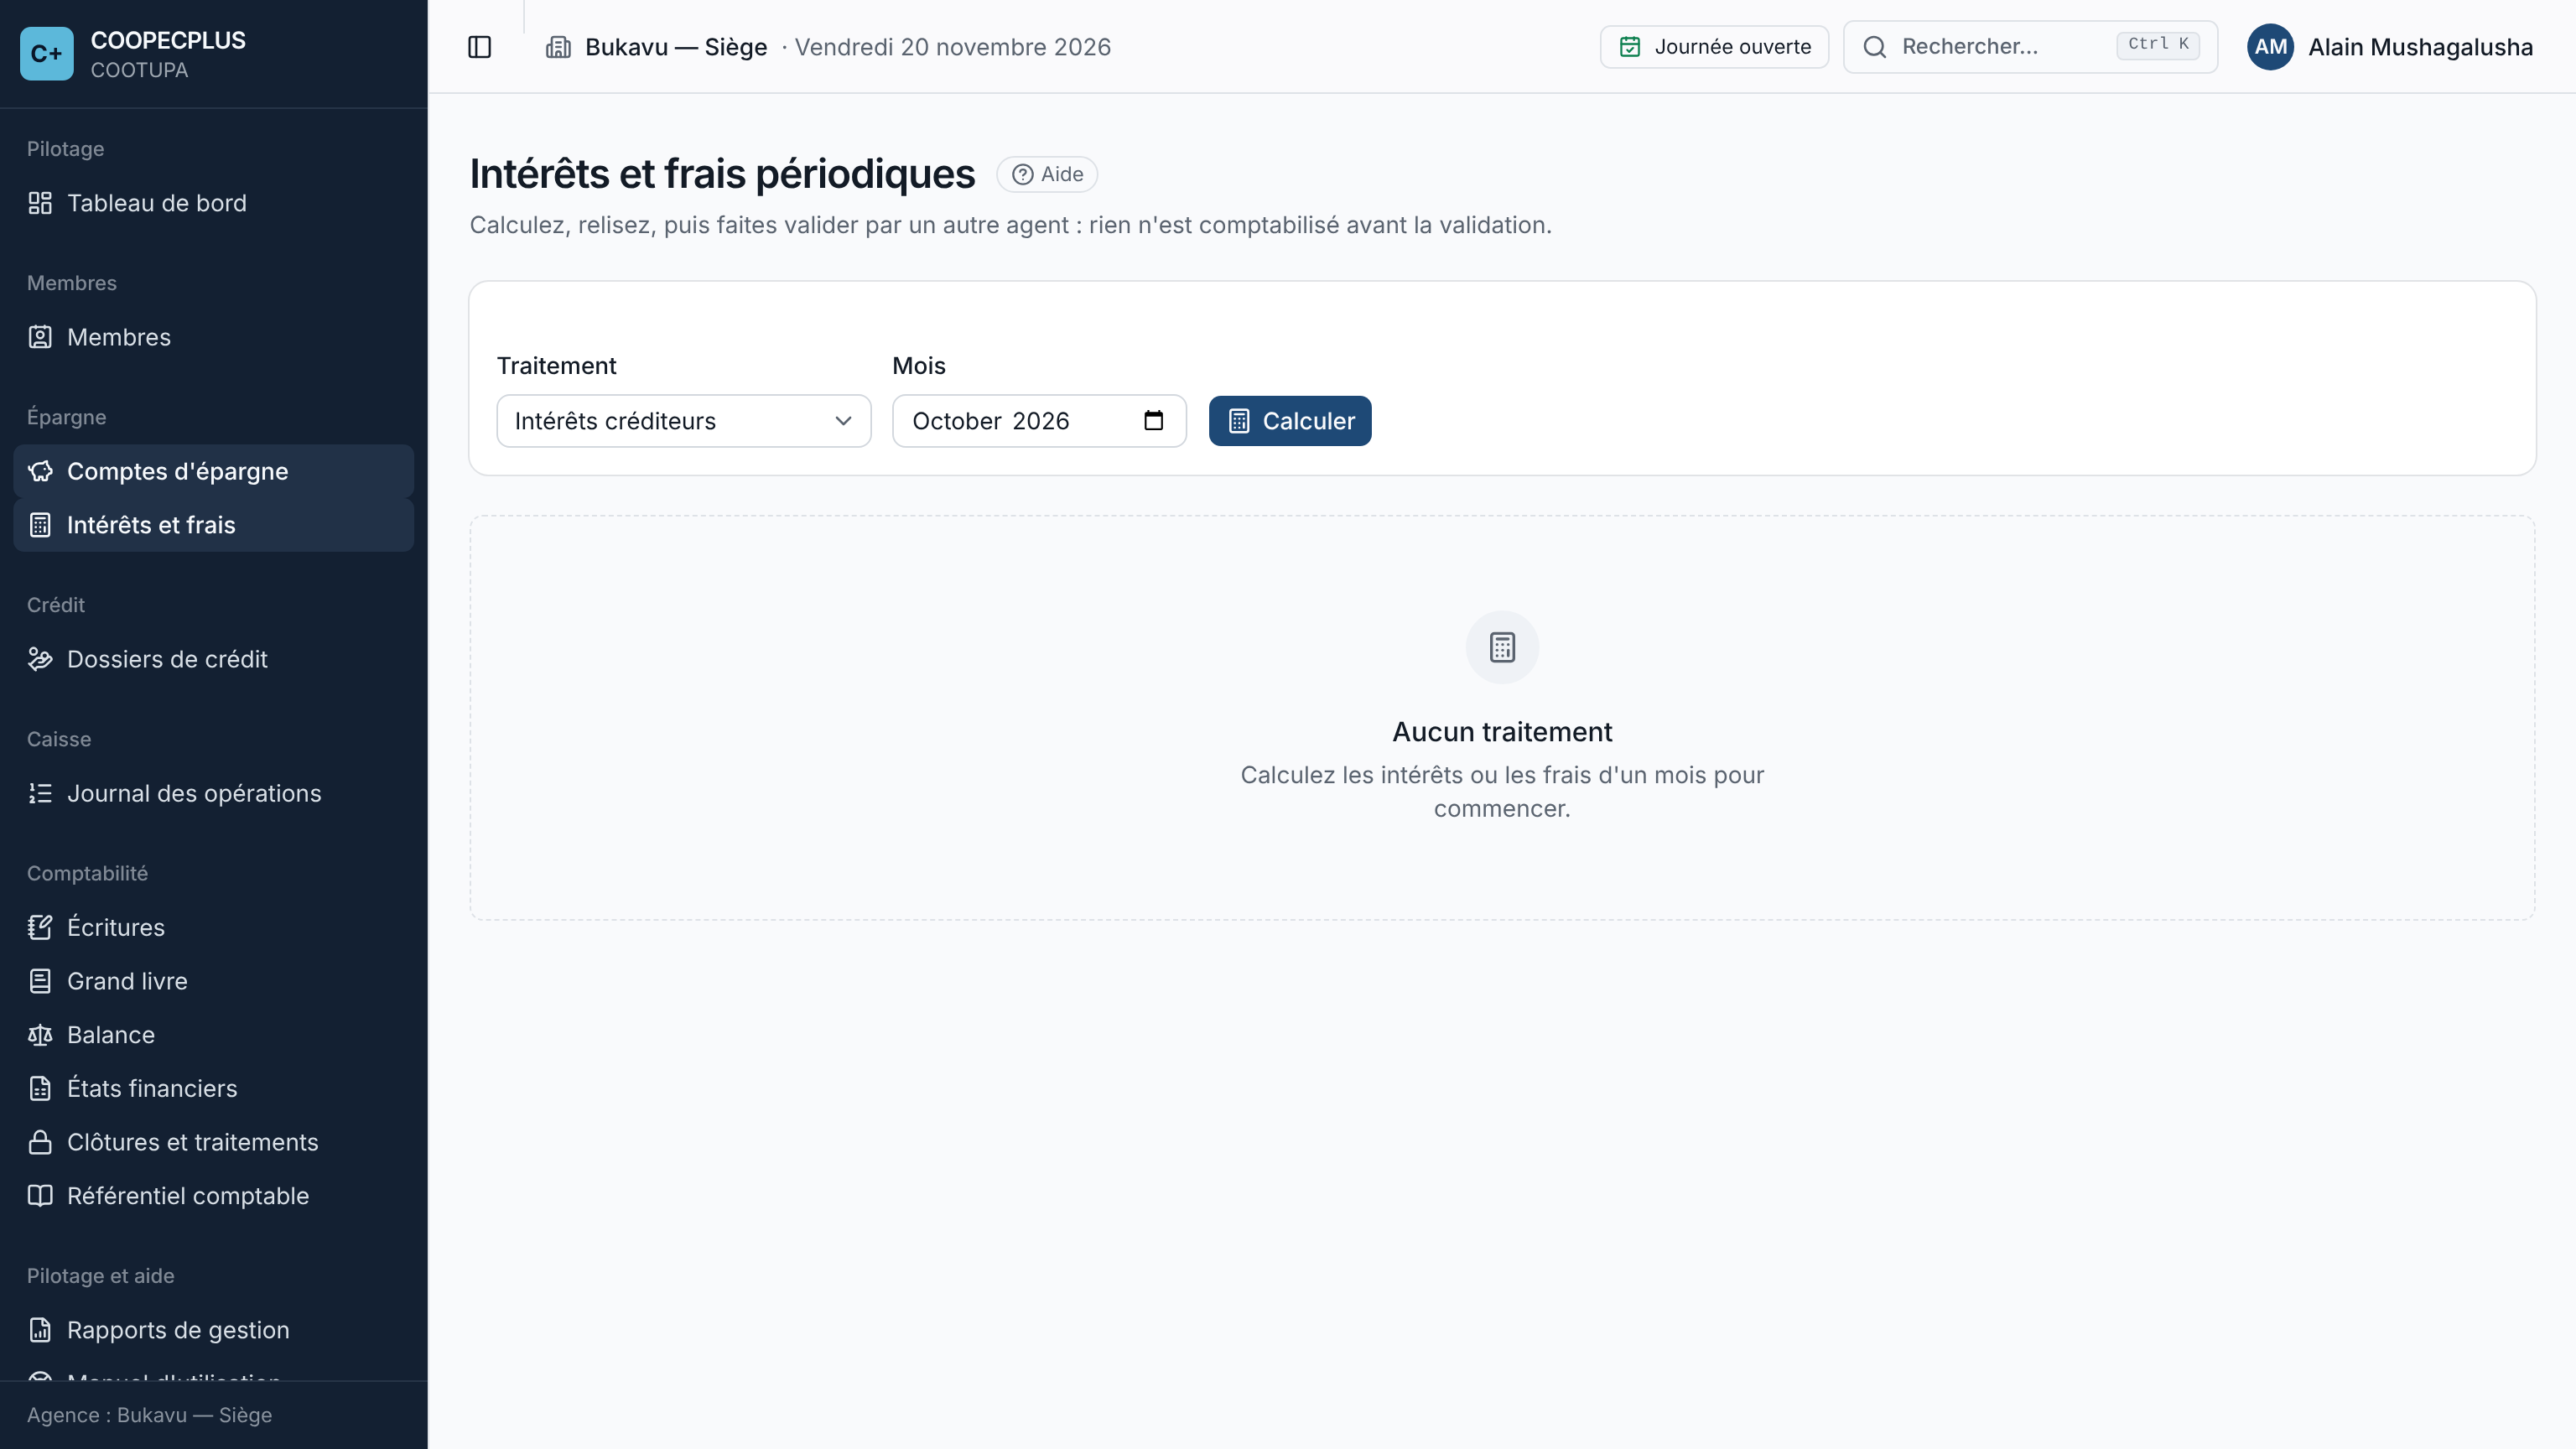 C+
COOPECPLUS
COOTUPA
Pilotage
Tableau de bord
Membres
Membres
Épargne
Comptes d'épargne
Intérêts et frais
Crédit
Dossiers de crédit
Caisse
Journal des opérations
Comptabilité
Écritures
Grand livre
Balance
États financiers
Clôtures et traitements
Référentiel comptable
Pilotage et aide
Rapports de gestion
Manuel d'utilisation
Agence : Bukavu — Siège
Bukavu — Siège · Vendredi 20 novembre 2026
Journée ouverte
Rechercher...
Ctrl K
AM
Alain Mushagalusha
Intérêts et frais périodiques
Aide
Calculez, relisez, puis faites valider par un autre agent : rien n'est comptabilisé avant la validation.
Traitement
Mois
Intérêts créditeurs
October 2026
Calculer
Aucun traitement
Calculez les intérêts ou les frais d'un mois pour
commencer.